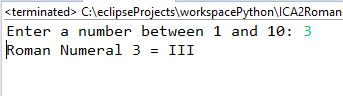 <terminated> C:\eclipseProjects\workspacePython\ICA2Roman
Enter a number between 1 and 10: 3
Roman Numeral 3 = III